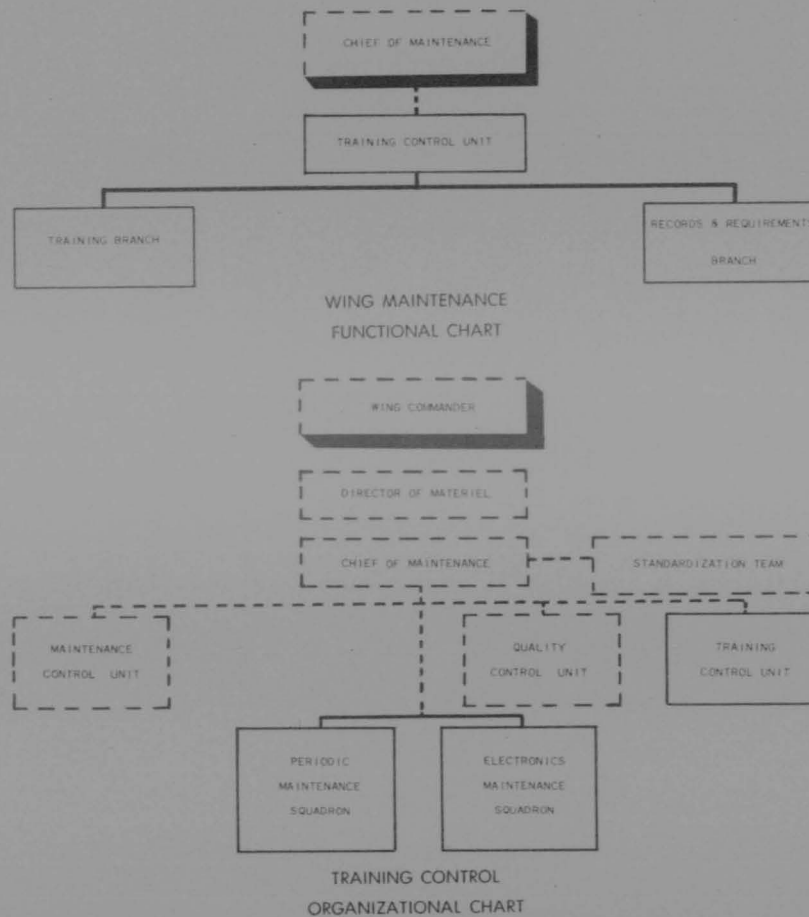 CHIEF OF MAINTENANCE
TRAINING CONTROL UNIT
TRAINING BRANCH
RECORDS & REQUIREMENT
BRANCH
WING MAINTENANCE
FUNCTIONAL CHART
WING COMMANDER
DIRECTOR OF MATERIEL
CHIEF OF MAINTENANCE
STANDARDIZATION TEAM
MAINTENANCE
CONTROL UNIT
QUALITY
CONTROL UNIT
TRAINING
CONTROL UNIT
PERIODIC
MAINTENANCE
SQUADRON
ELECTRONICS
MAINTENANCE
SQUADRON
TRAINING CONTROL
ORGANIZATIONAL CHART